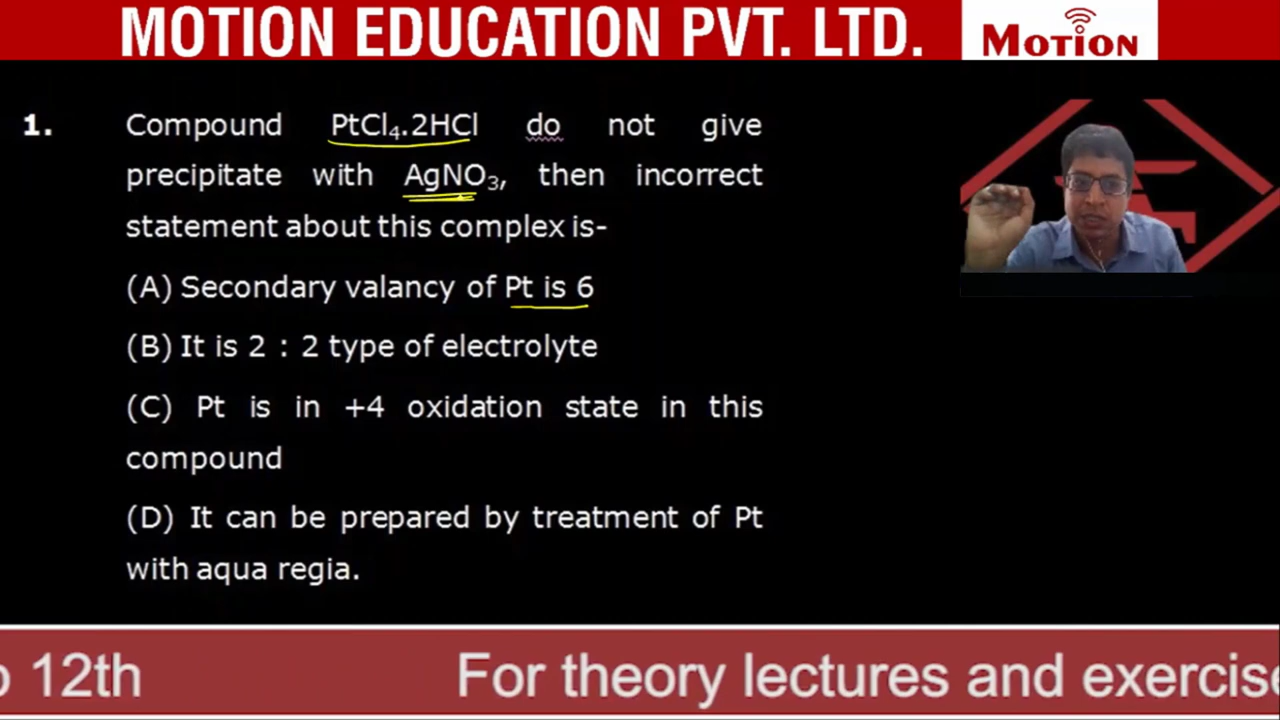 MOTION EDUCATION PVT. LTD.
MOTION
1. Compound PtCl₄.2HCl do not give
precipitate with AgNO₃, then incorrect
statement about this complex is-
(A) Secondary valancy of Pt is 6
(B) It is 2 : 2 type of electrolyte
(C) Pt is in +4 oxidation state in this
compound
(D) It can be prepared by treatment of Pt
with aqua regia.
12th For theory lectures and exercise